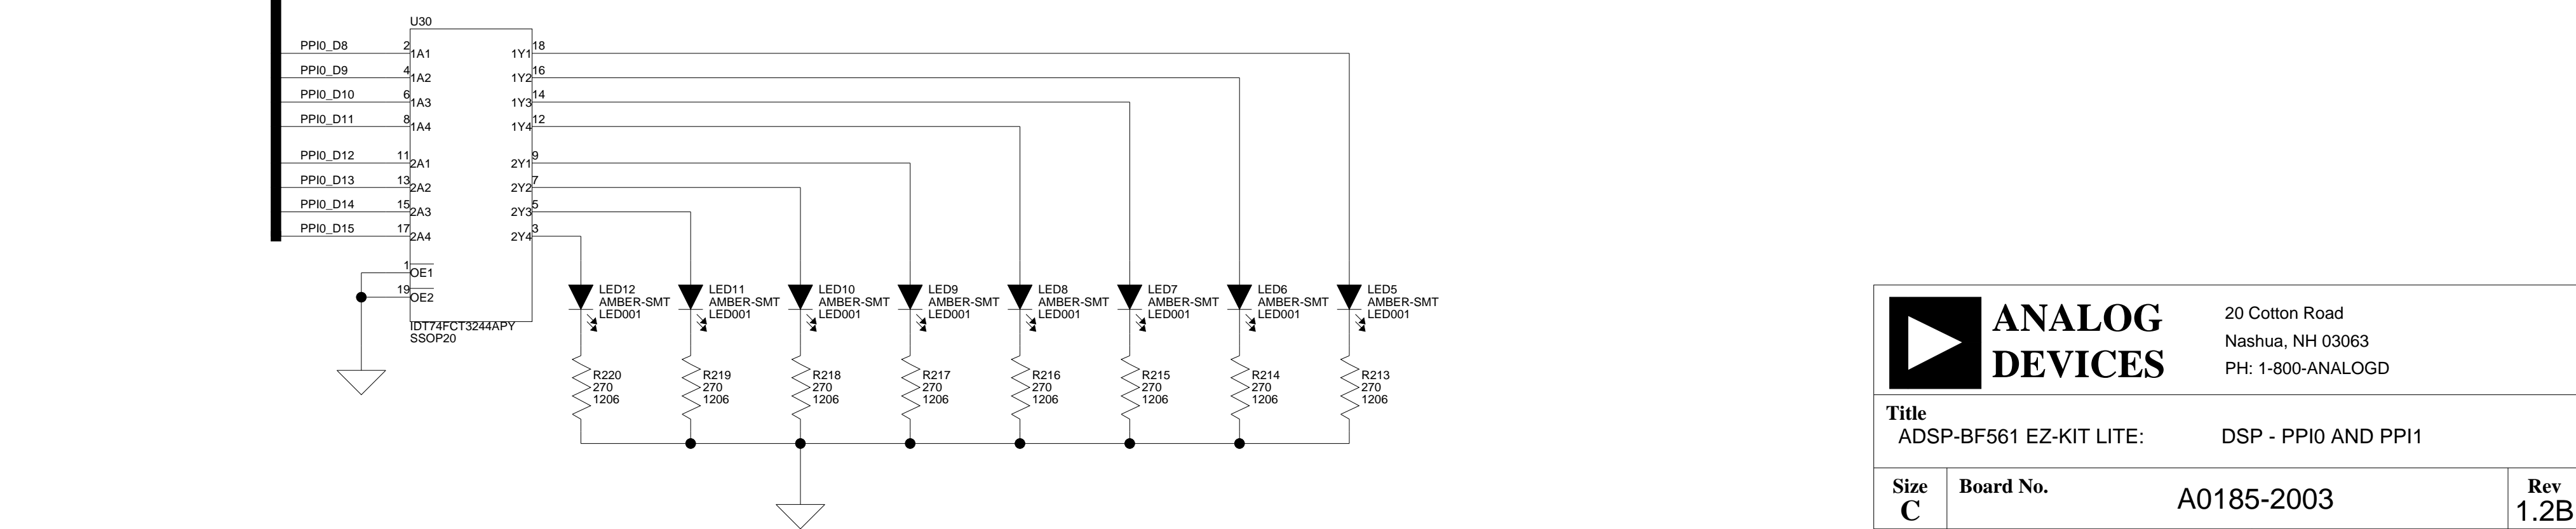 U30
PPI0_D8 2 1A1 1Y1 18
PPI0_D9 4 1A2 1Y2 16
PPI0_D10 6 1A3 1Y3 14
PPI0_D11 8 1A4 1Y4 12
PPI0_D12 11 2A1 2Y1 9
PPI0_D13 13 2A2 2Y2 7
PPI0_D14 15 2A3 2Y3 5
PPI0_D15 17 2A4 2Y4 3
1 OE1
19 OE2
IDT74FCT3244APY
SSOP20
LED12 LED11 LED10 LED9 LED8 LED7 LED6 LED5
AMBER-SMT AMBER-SMT AMBER-SMT AMBER-SMT AMBER-SMT AMBER-SMT AMBER-SMT AMBER-SMT
LED001 LED001 LED001 LED001 LED001 LED001 LED001 LED001
R220 R219 R218 R217 R216 R215 R214 R213
270 270 270 270 270 270 270 270
1206 1206 1206 1206 1206 1206 1206 1206
ANALOG
DEVICES
20 Cotton Road
Nashua, NH 03063
PH: 1-800-ANALOGD
Title
ADSP-BF561 EZ-KIT LITE: DSP - PPI0 AND PPI1
Size Board No. Rev
C A0185-2003 1.2B